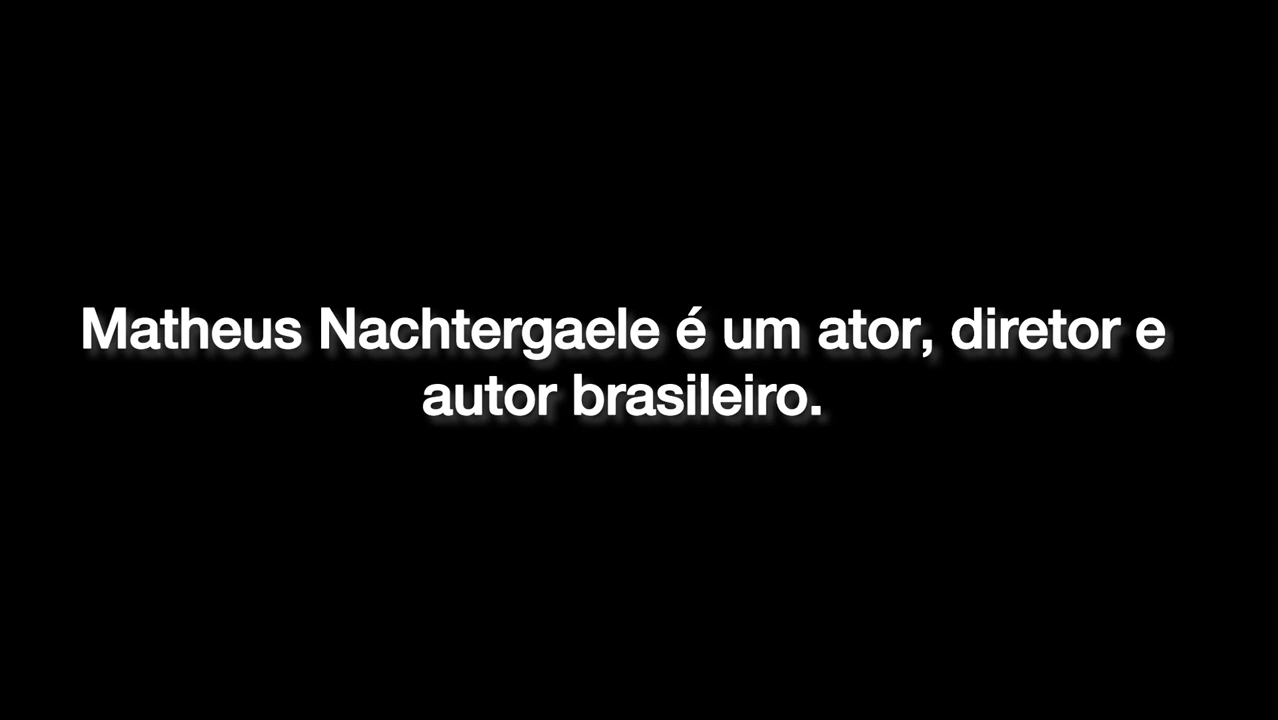 Matheus Nachtergaele é um ator, diretor e
autor brasileiro.